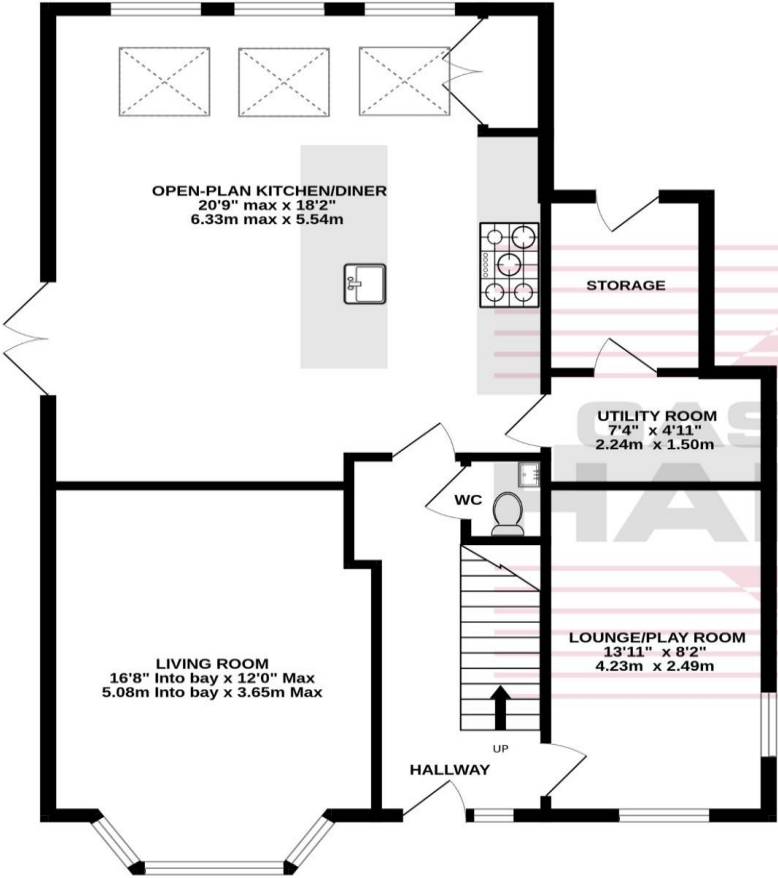 OPEN-PLAN KITCHEN/DINER
20'9" max x 18'2"
6.33m max x 5.54m
STORAGE
UTILITY ROOM
7'4" x 4'11"
2.24m x 1.50m
WC
LOUNGE/PLAY ROOM
13'11" x 8'2"
4.23m x 2.49m
LIVING ROOM
16'8" Into bay x 12'0" Max
5.08m Into bay x 3.65m Max
UP
HALLWAY